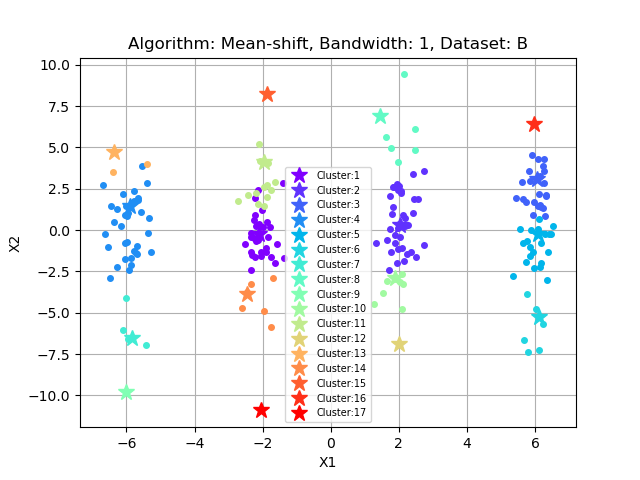 Algorithm: Mean-shift, Bandwidth: 1, Dataset: B
X2
10.0
7.5
5.0
2.5
0.0
−2.5
−5.0
−7.5
−10.0
Cluster:1
Cluster:2
Cluster:3
Cluster:4
Cluster:5
Cluster:6
Cluster:7
Cluster:8
Cluster:9
Cluster:10
Cluster:11
Cluster:12
Cluster:13
Cluster:14
Cluster:15
Cluster:16
Cluster:17
−6 −4 −2 0 2 4 6
X1